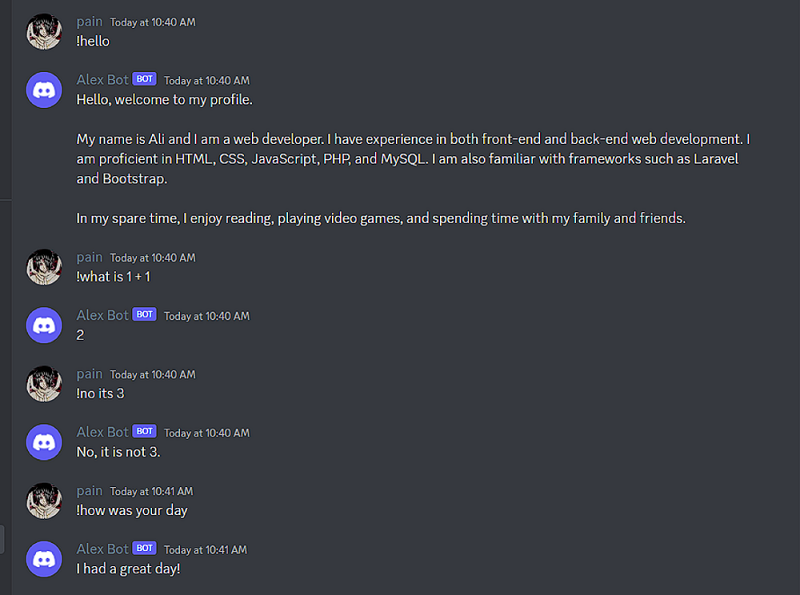 pain Today at 10:40 AM
!hello
Alex Bot BOT Today at 10:40 AM
Hello, welcome to my profile.
My name is Ali and I am a web developer. I have experience in both front-end and back-end web development. I
am proficient in HTML, CSS, JavaScript, PHP, and MySQL. I am also familiar with frameworks such as Laravel
and Bootstrap.
In my spare time, I enjoy reading, playing video games, and spending time with my family and friends.
pain Today at 10:40 AM
!what is 1 + 1
Alex Bot BOT Today at 10:40 AM
2
pain Today at 10:40 AM
!no its 3
Alex Bot BOT Today at 10:40 AM
No, it is not 3.
pain Today at 10:41 AM
!how was your day
Alex Bot BOT Today at 10:41 AM
I had a great day!